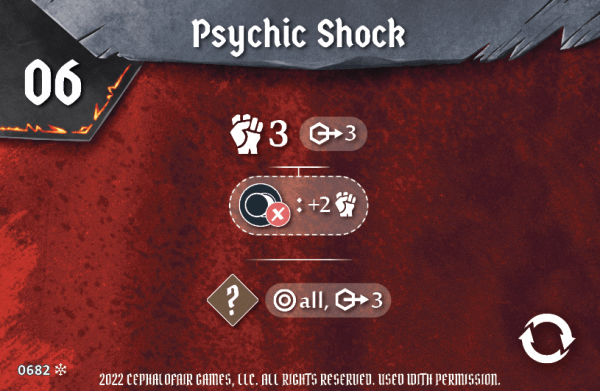 Psychic Shock
06
3 3
: +2
?
all, 3
0682
2022 CEPHALOFAIR GAMES, LLC. ALL RIGHTS RESERVED. USED WITH PERMISSION.